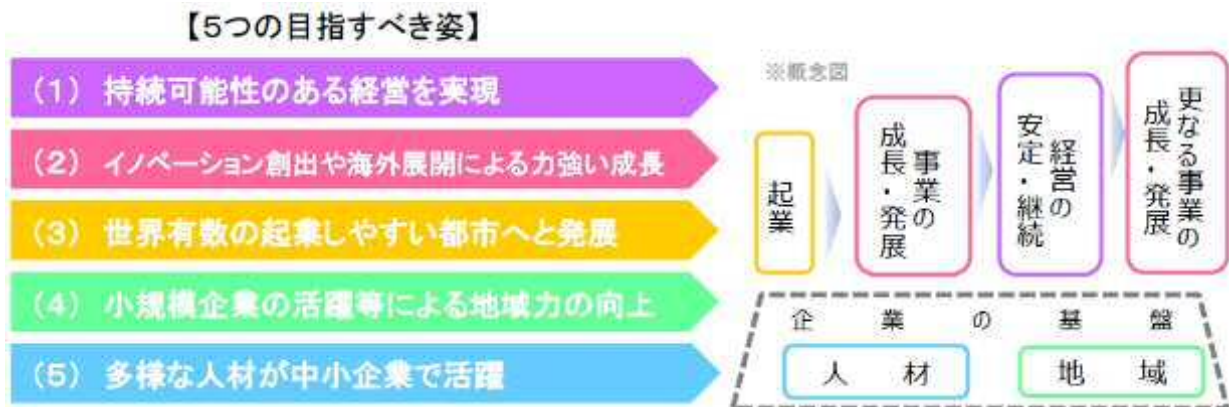 【5つの目指すべき姿】
（1） 持続可能性のある経営を実現
（2） イノベーション創出や海外展開による力強い成長
（3） 世界有数の起業しやすい都市へと発展
（4） 小規模企業の活躍等による地域力の向上
（5） 多様な人材が中小企業で活躍
※概念図
起業
事業の
成長・発展
経営の
安定・継続
更なる事業の
成長・発展
企業の基盤
人材
地域